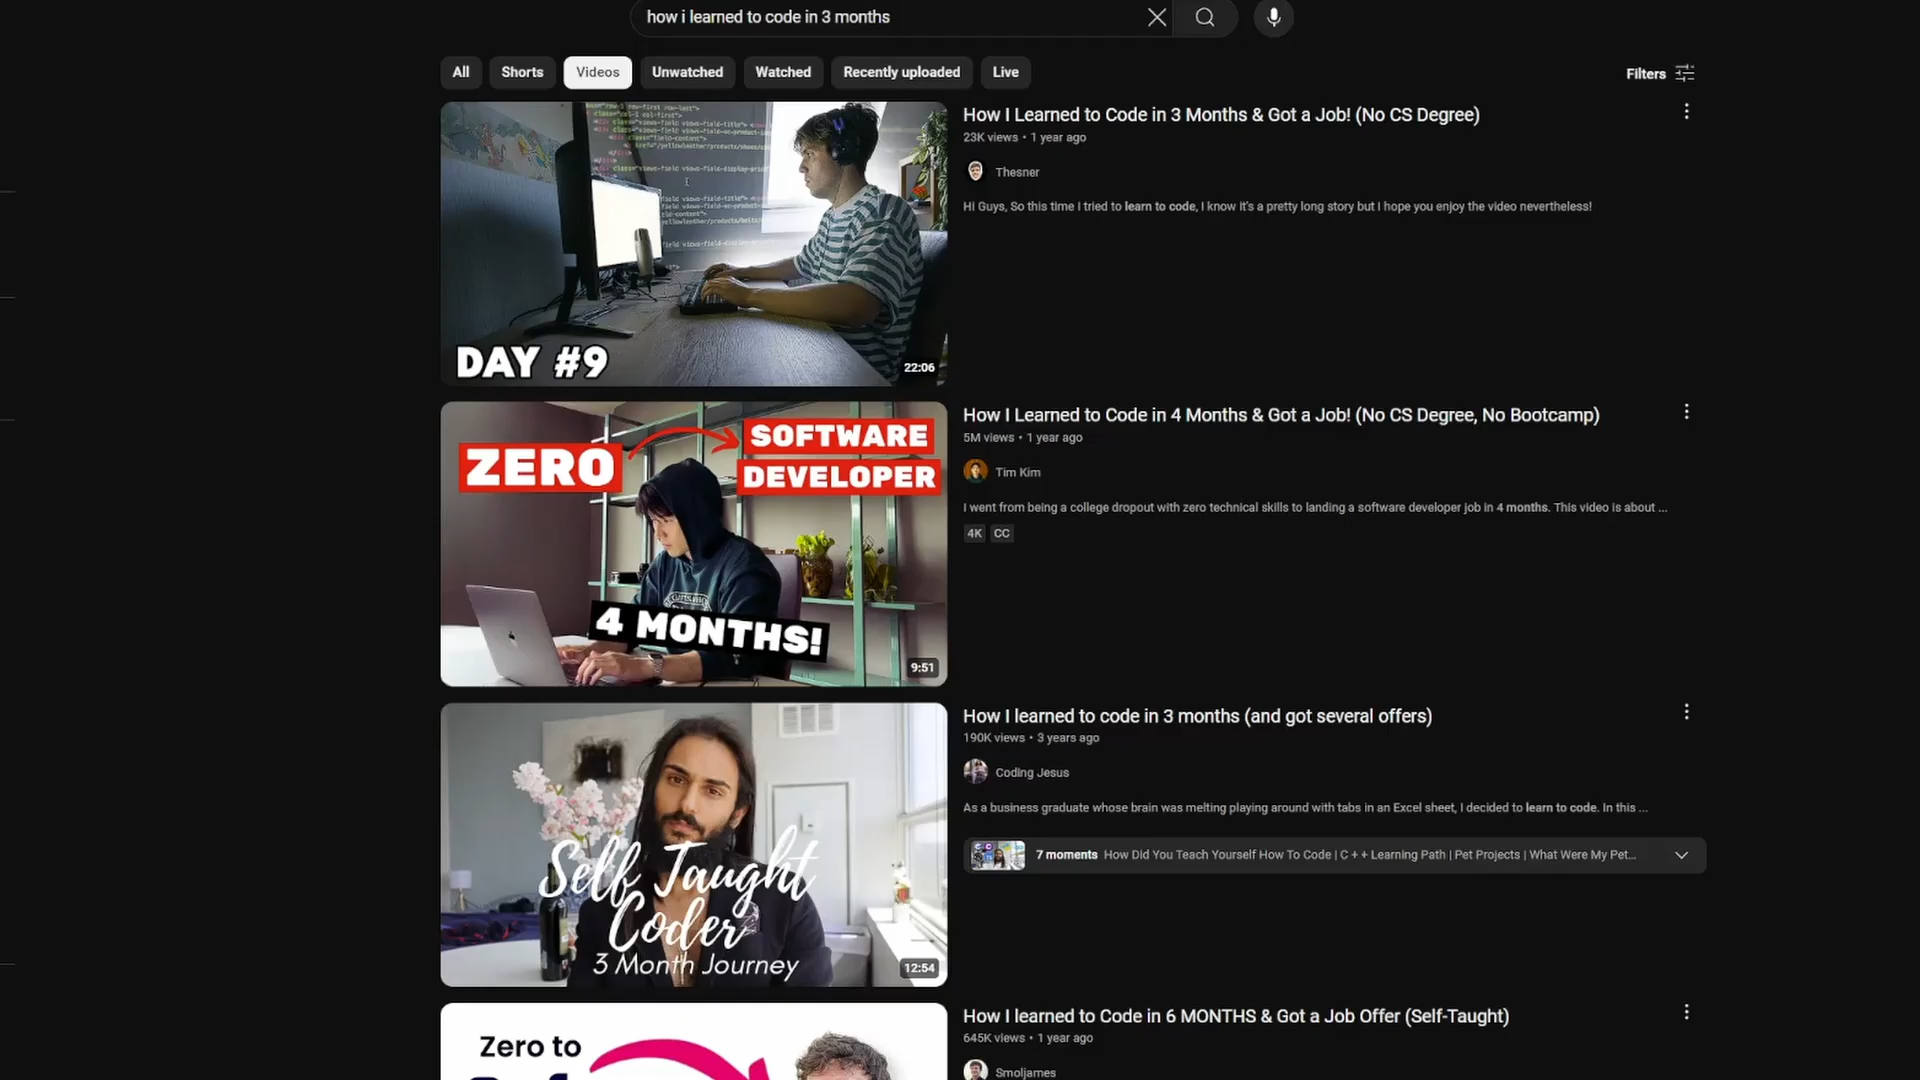 how i learned to code in 3 months
All
Shorts
Videos
Unwatched
Watched
Recently uploaded
Live
Filters
DAY #9
22:06
How I Learned to Code in 3 Months & Got a Job! (No CS Degree)
23K views • 1 year ago
Thesner
Hi Guys, So this time I tried to learn to code, I know it's a pretty long story but I hope you enjoy the video nevertheless!
ZERO
SOFTWARE
DEVELOPER
4 MONTHS!
9:51
How I Learned to Code in 4 Months & Got a Job! (No CS Degree, No Bootcamp)
5M views • 1 year ago
Tim Kim
I went from being a college dropout with zero technical skills to landing a software developer job in 4 months. This video is about ...
4K CC
Self Taught
Coder
3 Month Journey
12:54
How I learned to code in 3 months (and got several offers)
190K views • 3 years ago
Coding Jesus
As a business graduate whose brain was melting playing around with tabs in an Excel sheet, I decided to learn to code. In this ...
7 moments How Did You Teach Yourself How To Code | C + + Learning Path | Pet Projects | What Were My Pet...
Zero to
How I learned to Code in 6 MONTHS & Got a Job Offer (Self-Taught)
645K views • 1 year ago
Smoljames